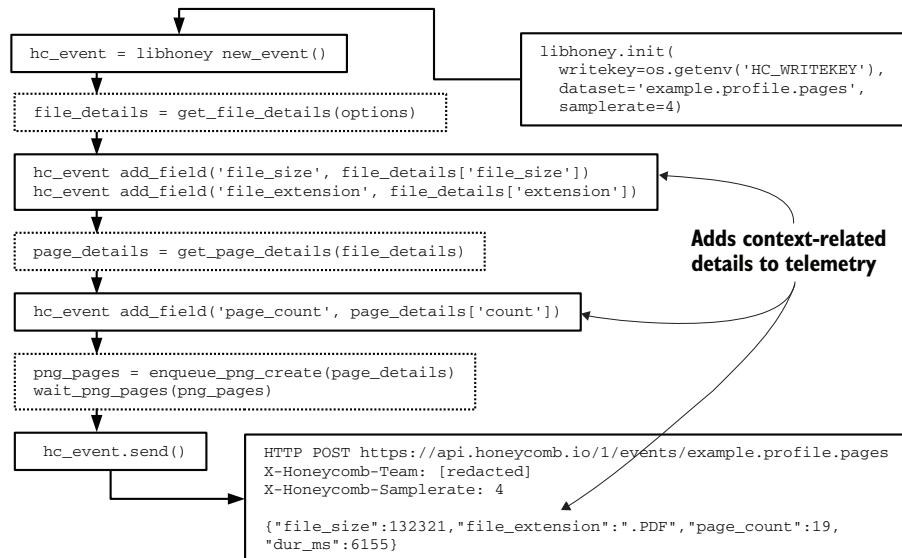 hc_event = libhoney new_event()
libhoney.init(
writekey=os.getenv('HC_WRITEKEY'),
dataset='example.profile.pages',
samplerate=4)
file_details = get_file_details(options)
hc_event add_field('file_size', file_details['file_size'])
hc_event add_field('file_extension', file_details['extension'])
page_details = get_page_details(file_details)
Adds context-related
details to telemetry
hc_event add_field('page_count', page_details['count'])
png_pages = enqueue_png_create(page_details)
wait_png_pages(png_pages)
hc_event.send()
HTTP POST https://api.honeycomb.io/1/events/example.profile.pages
X-Honeycomb-Team: [redacted]
X-Honeycomb-Samplerate: 4
{"file_size":132321,"file_extension":".PDF","page_count":19,
"dur_ms":6155}